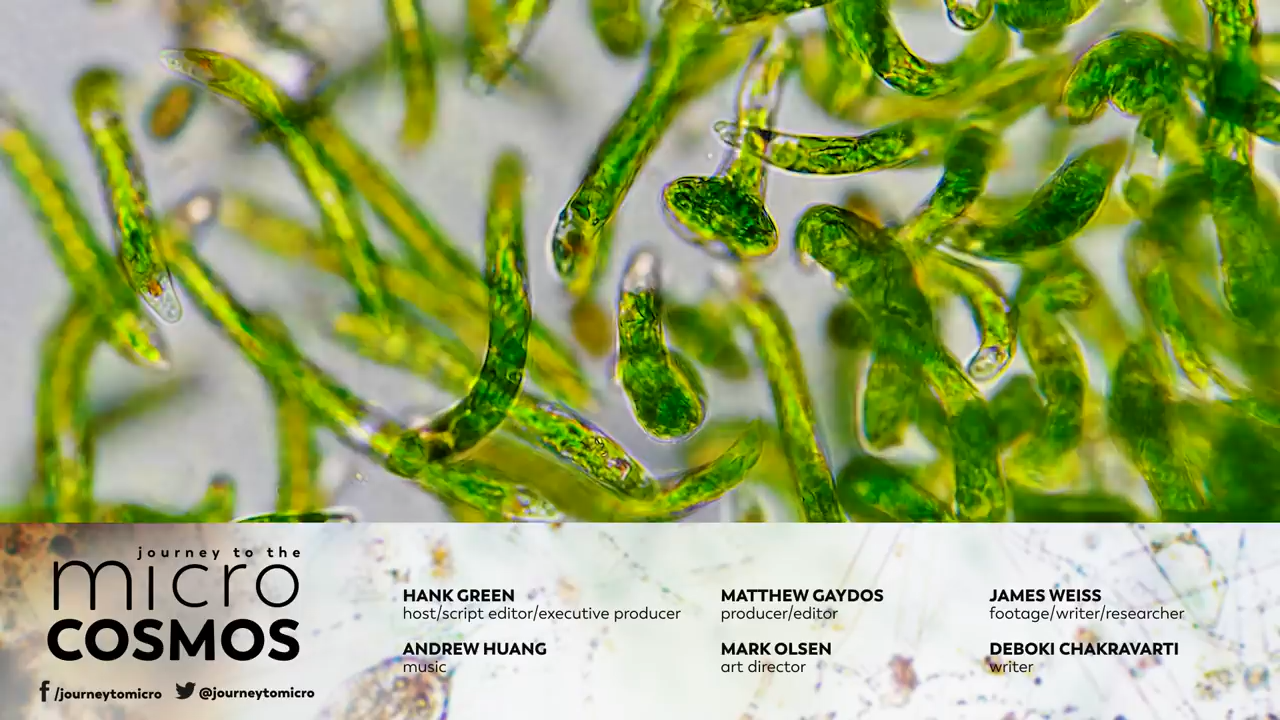 journey to the
micro
COSMOS
/journeytomicro
@journeytomicro
HANK GREEN
host/script editor/executive producer
ANDREW HUANG
music
MATTHEW GAYDOS
producer/editor
MARK OLSEN
art director
JAMES WEISS
footage/writer/researcher
DEBOKI CHAKRAVARTI
writer